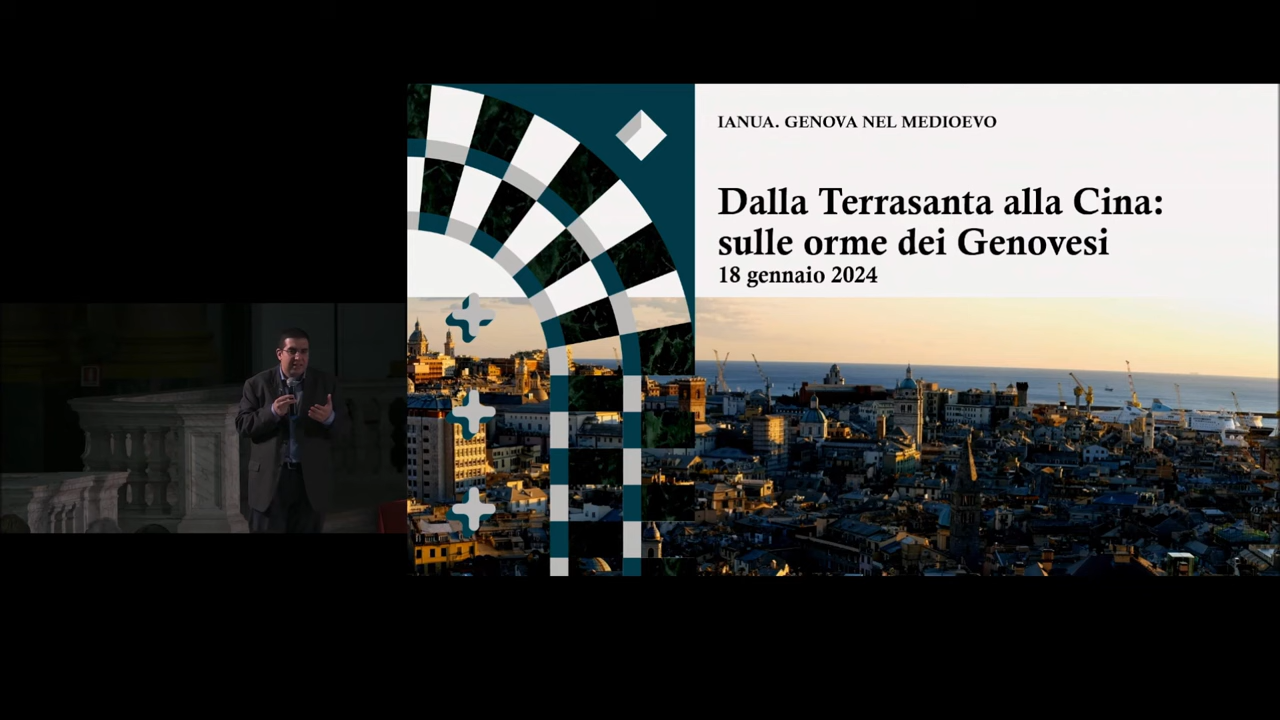 IANUA. GENOVA NEL MEDIOEVO
Dalla Terrasanta alla Cina:
sulle orme dei Genovesi
18 gennaio 2024